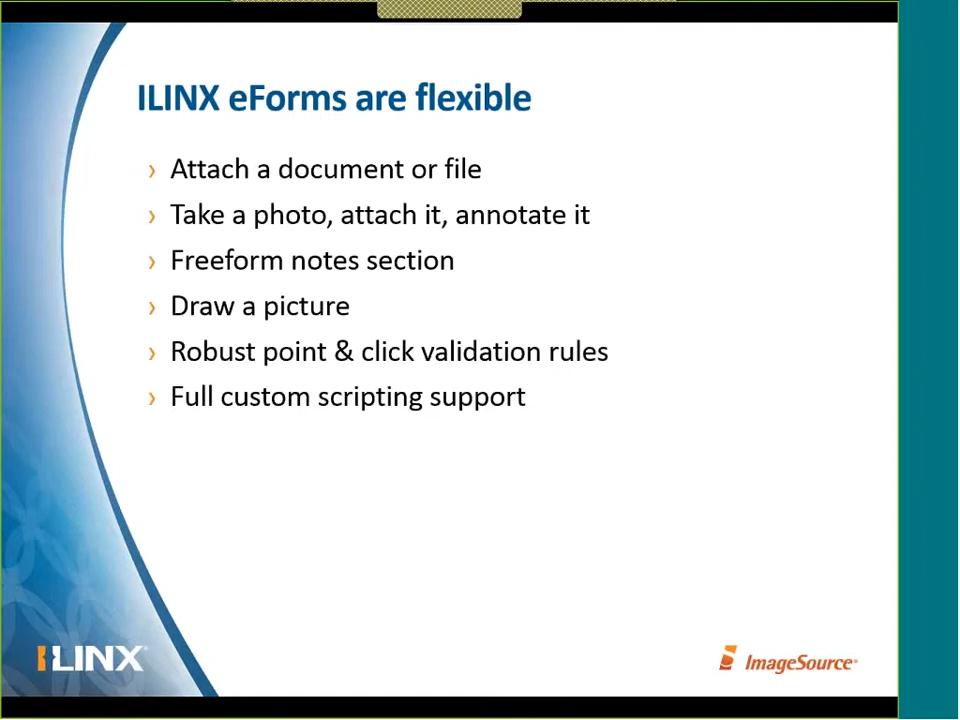 ILINX eForms are flexible
› Attach a document or file
› Take a photo, attach it, annotate it
› Freeform notes section
› Draw a picture
› Robust point & click validation rules
› Full custom scripting support
ILINX®
ImageSource®